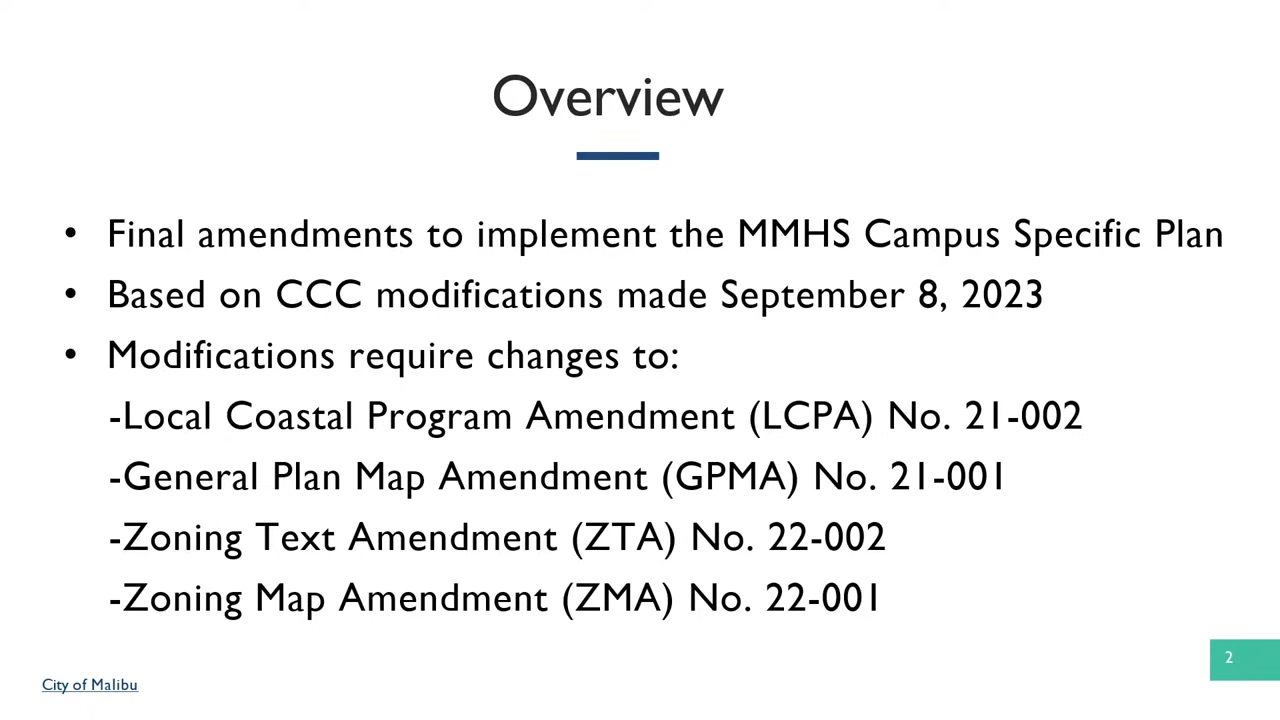 Overview
• Final amendments to implement the MMHS Campus Specific Plan
• Based on CCC modifications made September 8, 2023
• Modifications require changes to:
-Local Coastal Program Amendment (LCPA) No. 21-002
-General Plan Map Amendment (GPMA) No. 21-001
-Zoning Text Amendment (ZTA) No. 22-002
-Zoning Map Amendment (ZMA) No. 22-001
2
City of Malibu